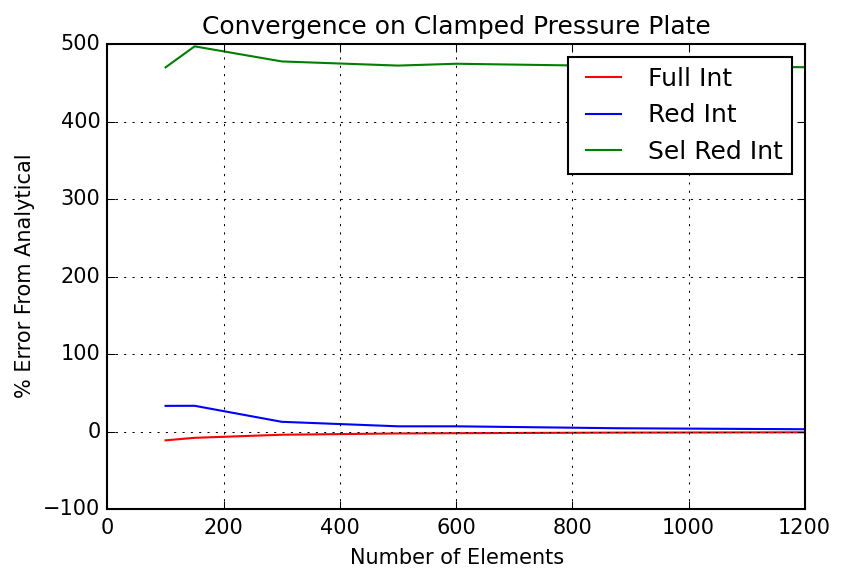 Convergence on Clamped Pressure Plate
% Error From Analytical
500
400
300
200
100
0
−100
Full Int
Red Int
Sel Red Int
0 200 400 600 800 1000 1200
Number of Elements